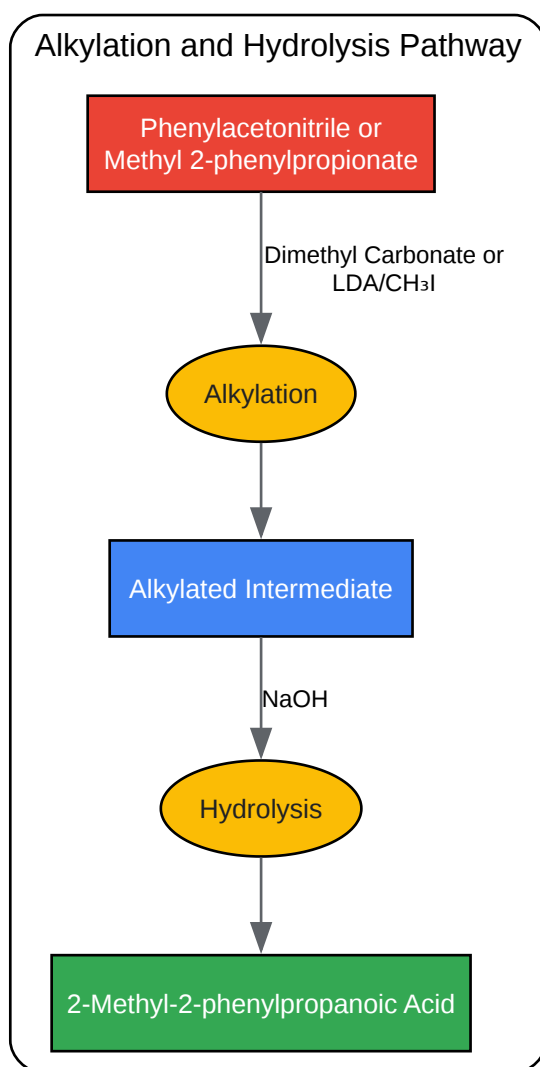 Alkylation and Hydrolysis Pathway
Phenylacetonitrile or
Methyl 2-phenylpropionate
Dimethyl Carbonate or
LDA/CH₃I
Alkylation
Alkylated Intermediate
NaOH
Hydrolysis
2-Methyl-2-phenylpropanoic Acid